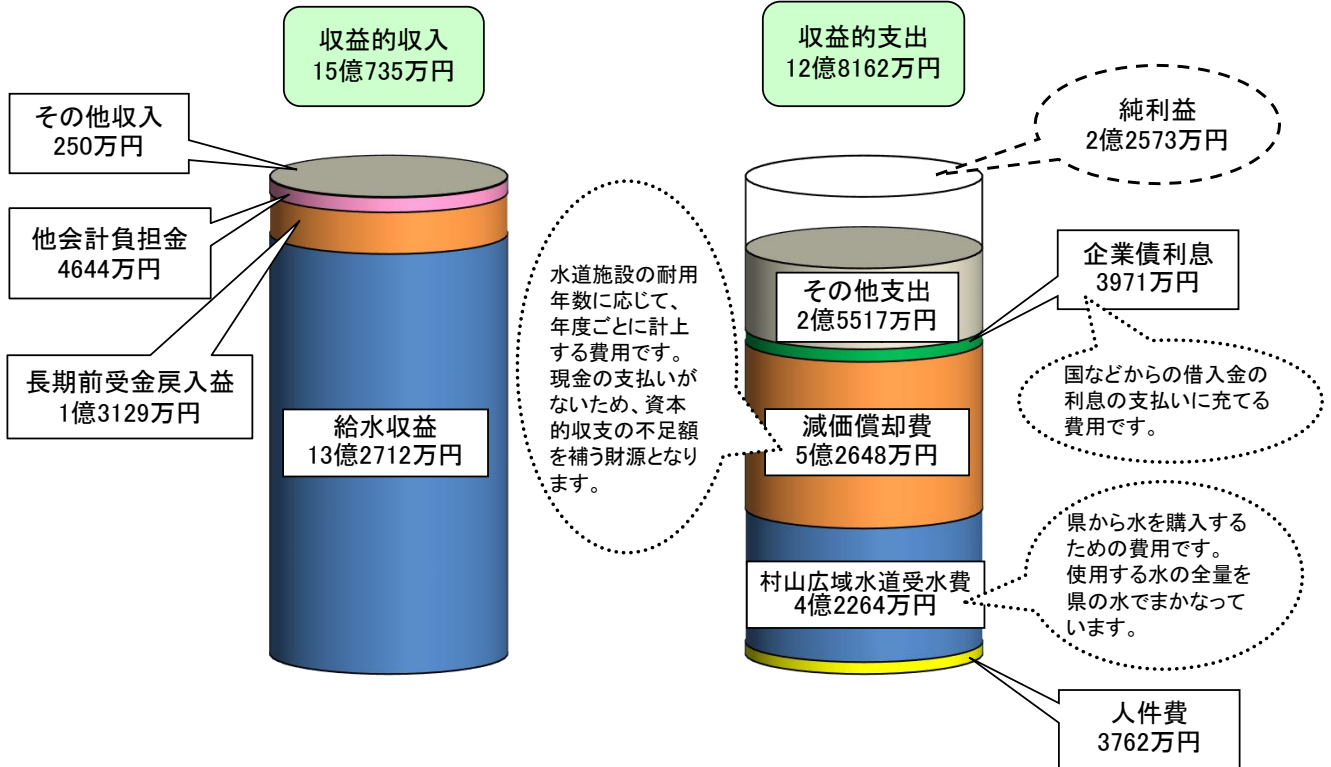 収益的収入
15億735万円
その他収入
250万円
他会計負担金
4644万円
長期前受金戻入益
1億3129万円
給水収益
13億2712万円
収益的支出
12億8162万円
純利益
2億2573万円
水道施設の耐用
年数に応じて、
年度ごとに計上
する費用です。
現金の支払いが
ないため、資本
的収支の不足額
を補う財源となり
ます。
その他支出
2億5517万円
企業債利息
3971万円
国などからの借入金の
利息の支払いに充てる
費用です。
減価償却費
5億2648万円
村山広域水道受水費
4億2264万円
県から水を購入する
ための費用です。
使用する水の全量を
県の水でまかなって
います。
人件費
3762万円